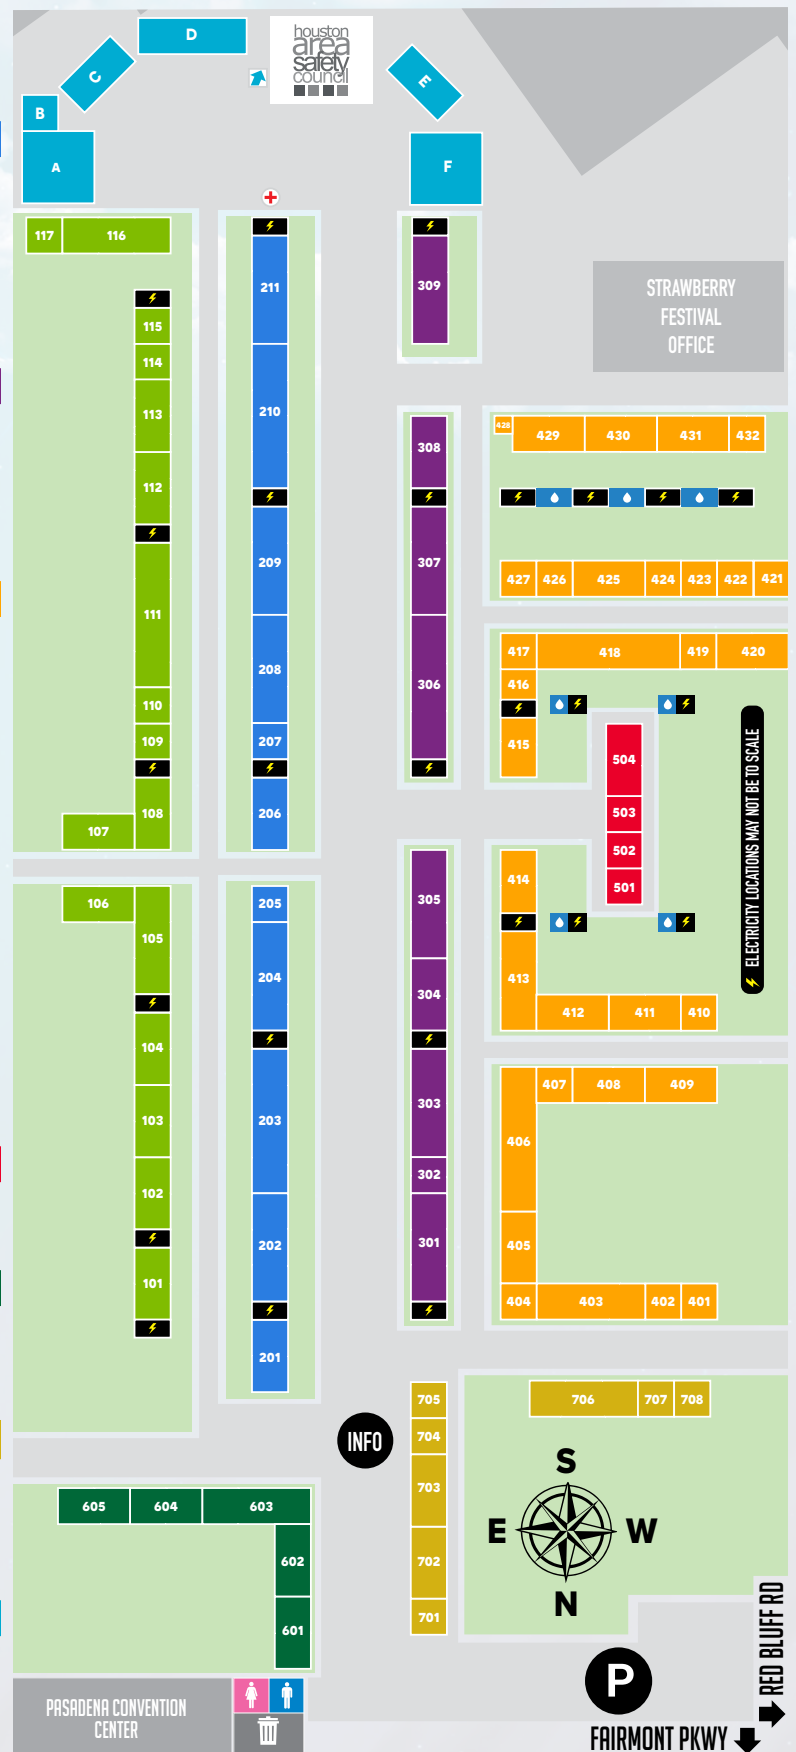 D
houston
area
safety
council
C
E
B
A
F
117 116
211
309
STRAWBERRY
FESTIVAL
OFFICE
115
114
113
112
111
110
109
108
107
210
209
208
207
206
308
307
306
428 429 430 431 432
427 426 425 424 423 422 421
417 418 419 420
416
415
504
503
502
501
ELECTRICITY LOCATIONS MAY NOT BE TO SCALE
414
413
412 411 410
106
105
104
103
102
101
205
204
203
202
201
305
304
303
302
301
407 408 409
406
405
404 403 402 401
705
704
703
702
701
706 707 708
INFO
S
E W
N
605 604 603
602
601
PASADENA CONVENTION
CENTER
P
RED BLUFF RD
FAIRMONT PKWY